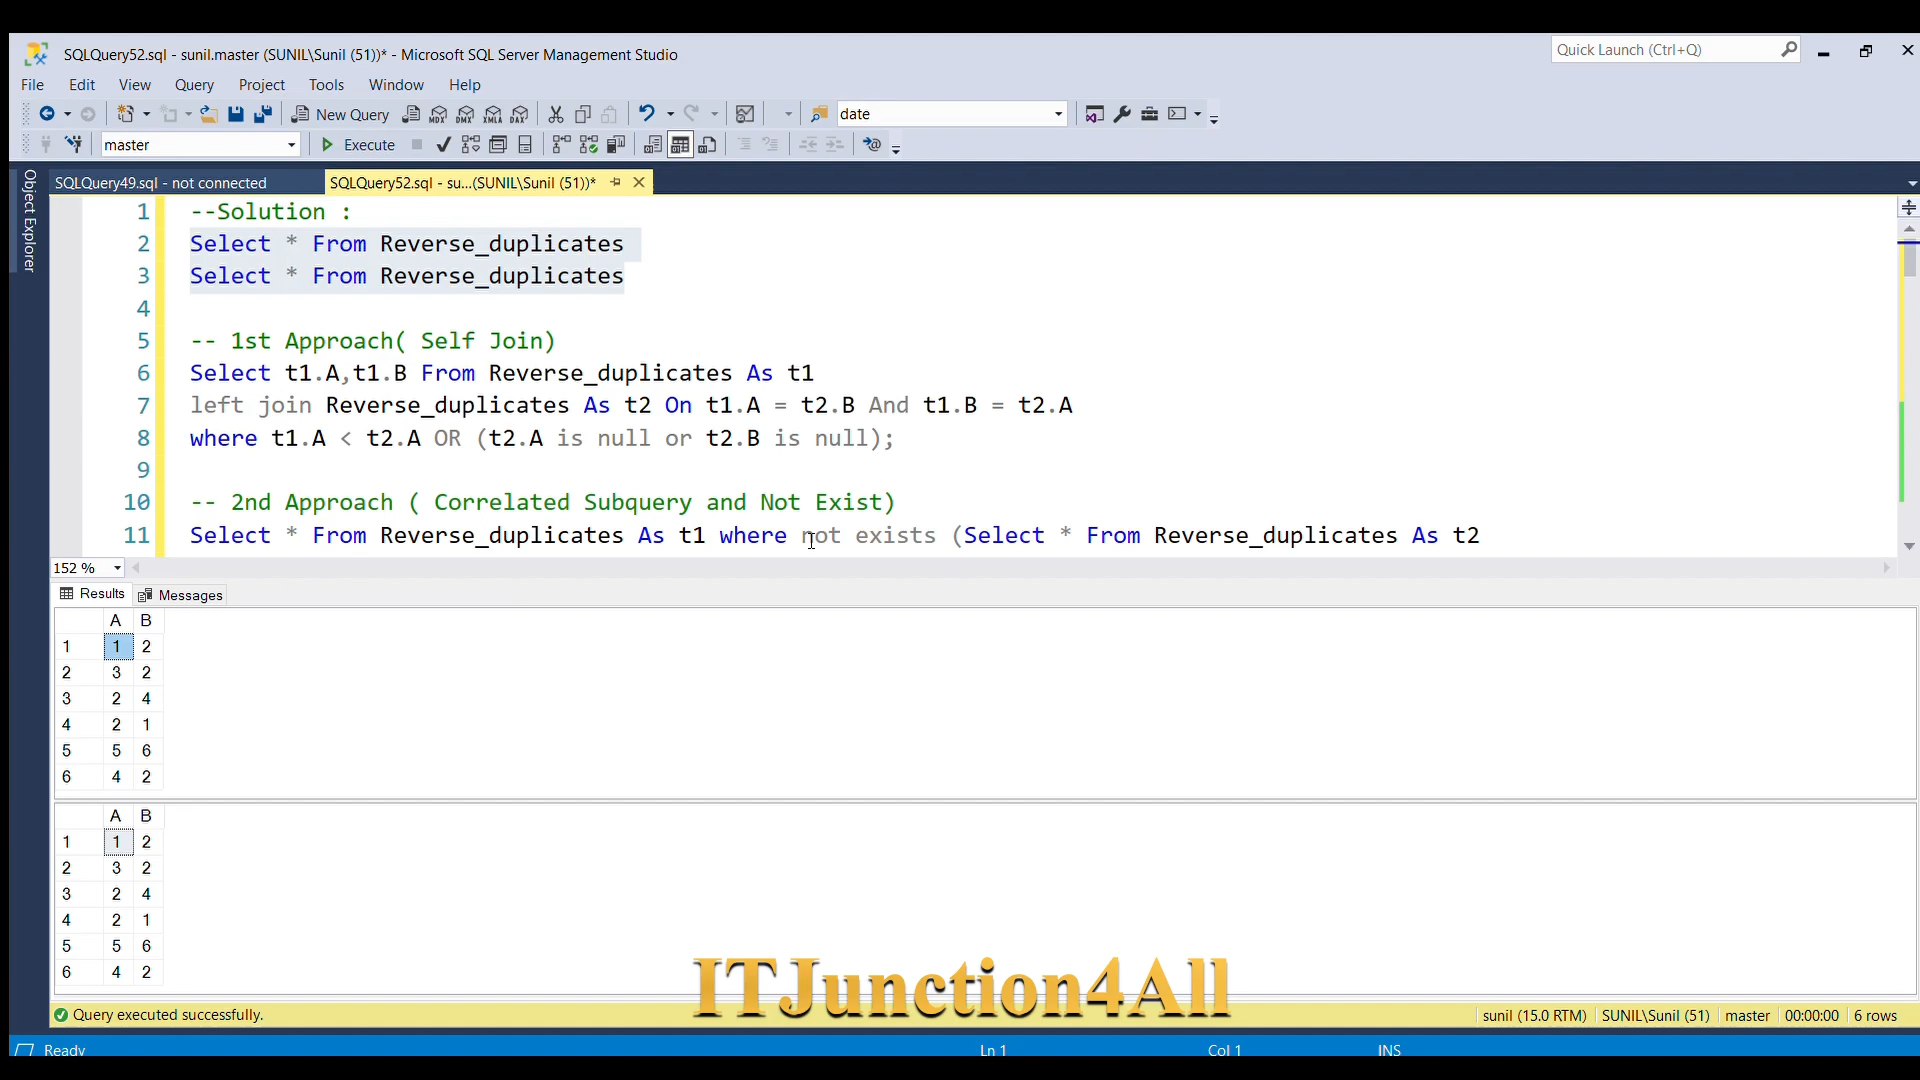 SQLQuery52.sql - sunil.master (SUNIL\Sunil (51))* - Microsoft SQL Server Management Studio
Quick Launch (Ctrl+Q)
File Edit View Query Project Tools Window Help
New Query MDX DMX XMLA DAX date
master Execute
Object Explorer
SQLQuery49.sql - not connected
SQLQuery52.sql - su...(SUNIL\Sunil (51))*
1 --Solution :
2 Select * From Reverse_duplicates
3 Select * From Reverse_duplicates
4
5 -- 1st Approach( Self Join)
6 Select t1.A,t1.B From Reverse_duplicates As t1
7 left join Reverse_duplicates As t2 On t1.A = t2.B And t1.B = t2.A
8 where t1.A < t2.A OR (t2.A is null or t2.B is null);
9
10 -- 2nd Approach ( Correlated Subquery and Not Exist)
11 Select * From Reverse_duplicates As t1 where not exists (Select * From Reverse_duplicates As t2
152 %
Results Messages
A B
1 1 2
2 3 2
3 2 4
4 2 1
5 5 6
6 4 2
A B
1 1 2
2 3 2
3 2 4
4 2 1
5 5 6
6 4 2
ITJunction4All
Query executed successfully. sunil (15.0 RTM) SUNIL\Sunil (51) master 00:00:00 6 rows
Ready Ln 1 Col 1 INS